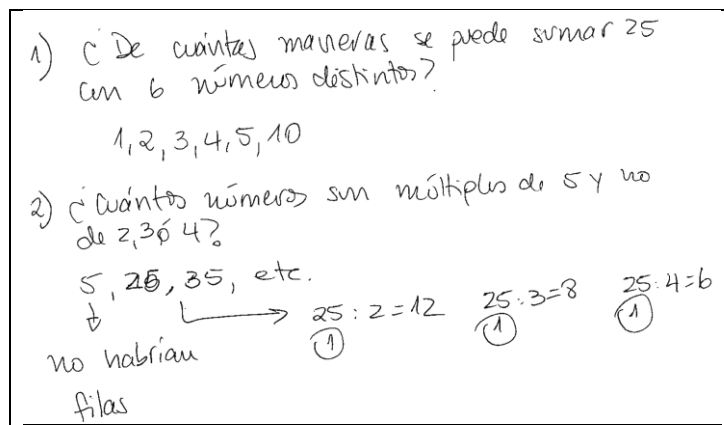 1) ¿De cuántas maneras se puede sumar 25
con 6 números distintos?
1, 2, 3, 4, 5, 10
2) ¿Cuántos números son múltiplos de 5 y no
de 2, 3 ó 4?
5, 25, 35, etc.
25 : 2 = 12 25 : 3 = 8 25 : 4 = 6
1 1 1
no habrían
filas